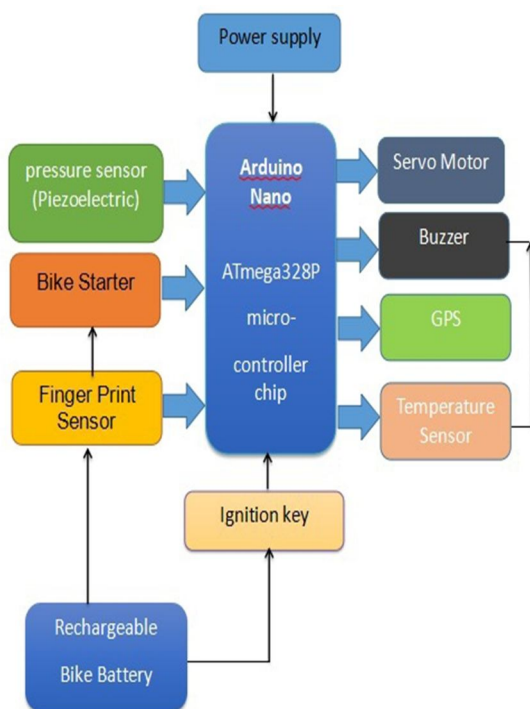 Power supply
pressure sensor
(Piezoelectric)
Bike Starter
Finger Print
Sensor
Arduino
Nano
ATmega328P
micro-
controller
chip
Servo Motor
Buzzer
GPS
Temperature
Sensor
Ignition key
Rechargeable
Bike Battery